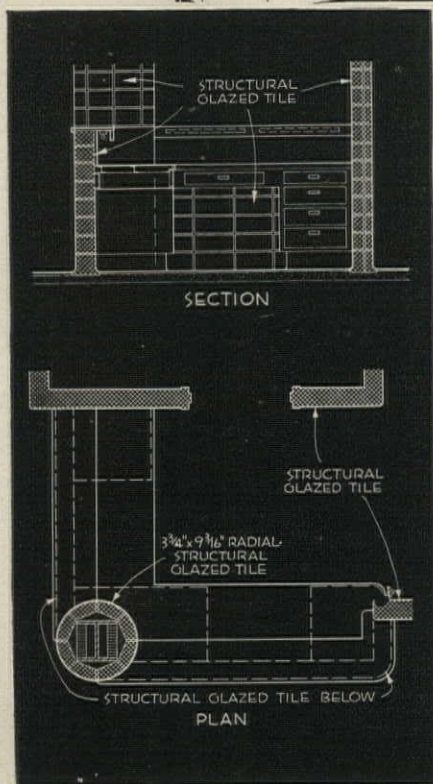 STRUCTURAL
GLAZED TILE
SECTION
STRUCTURAL
GLAZED TILE
3¾"x9³⁄₁₆" RADIAL
STRUCTURAL
GLAZED TILE
STRUCTURAL GLAZED TILE BELOW
PLAN